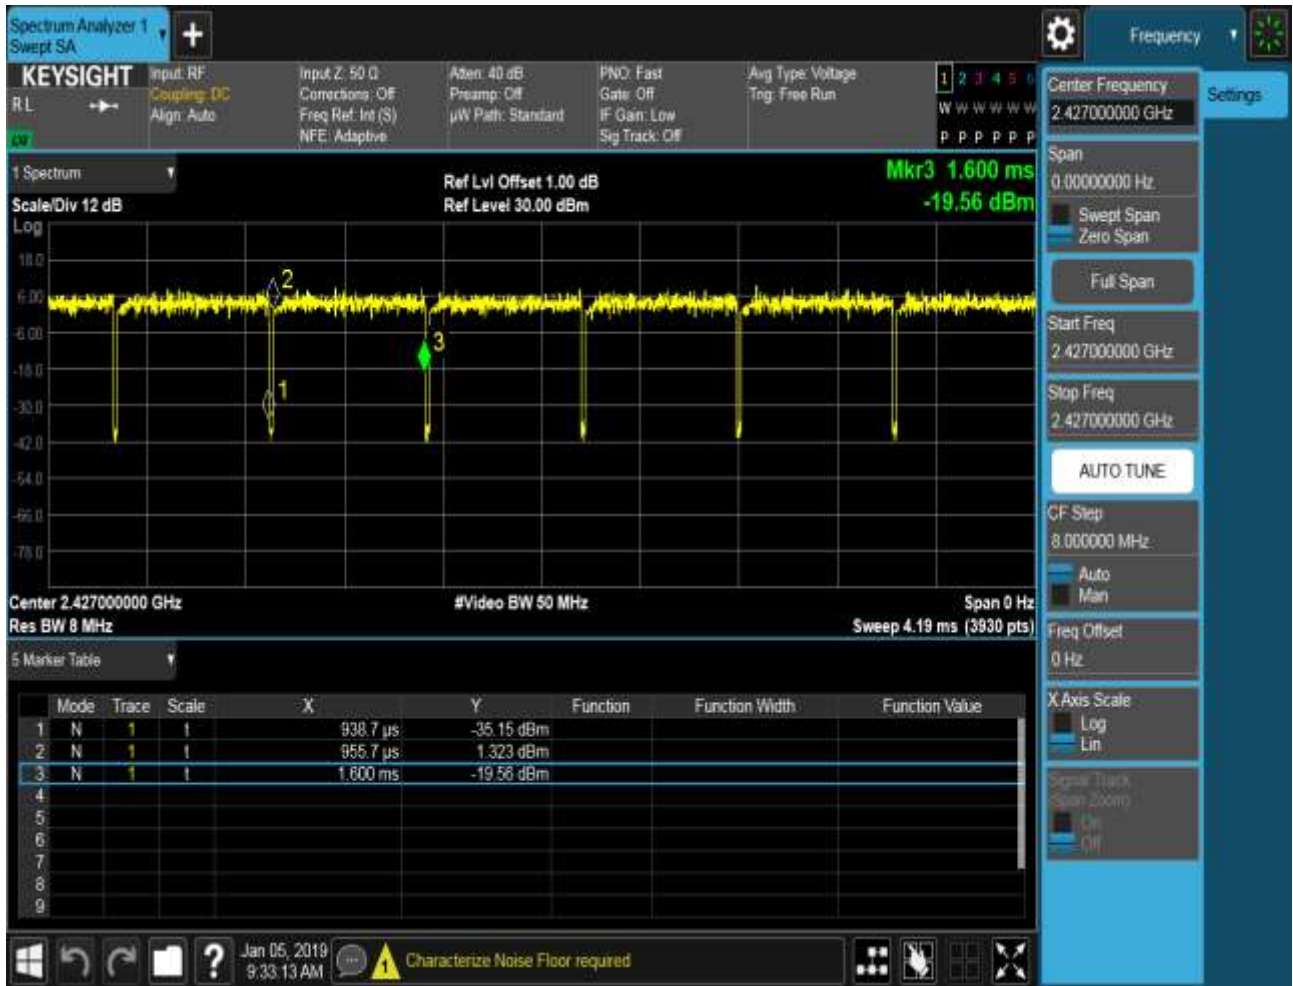 Spectrum Analyzer 1
Swept SA
+
Frequency
KEYSIGHT
RL
Input: RF
Coupling: DC
Align: Auto
Input Z: 50 Ω
Corrections: Off
Freq Ref: Int (S)
NFE: Adaptive
Atten: 40 dB
Preamp: Off
µW Path: Standard
PNO: Fast
Gate: Off
IF Gain: Low
Sig Track: Off
Avg Type: Voltage
Trig: Free Run
1 2 3 4 5 6
W W W W W W
P P P P P P
Center Frequency
2.427000000 GHz
Settings
Span
0.00000000 Hz
Swept Span
Zero Span
Full Span
Start Freq
2.427000000 GHz
Stop Freq
2.427000000 GHz
AUTO TUNE
CF Step
8.000000 MHz
Auto
Man
Freq Offset
0 Hz
X Axis Scale
Log
Lin
Signal Track
(Span Zoom)
On
Off
1 Spectrum
Scale/Div 12 dB
Ref Lvl Offset 1.00 dB
Ref Level 30.00 dBm
Mkr3 1.600 ms
-19.56 dBm
Log
18.0
6.00
-6.00
-18.0
-30.0
-42.0
-54.0
-66.0
-78.0
2
3
1
Center 2.427000000 GHz
#Video BW 50 MHz
Span 0 Hz
Res BW 8 MHz
Sweep 4.19 ms (3930 pts)
5 Marker Table
Mode Trace Scale X Y Function Function Width Function Value
1 N 1 t 938.7 µs -35.15 dBm
2 N 1 t 955.7 µs 1.323 dBm
3 N 1 t 1.600 ms -19.56 dBm
4
5
6
7
8
9
?
Jan 05, 2019
9:33:13 AM
1
Characterize Noise Floor required